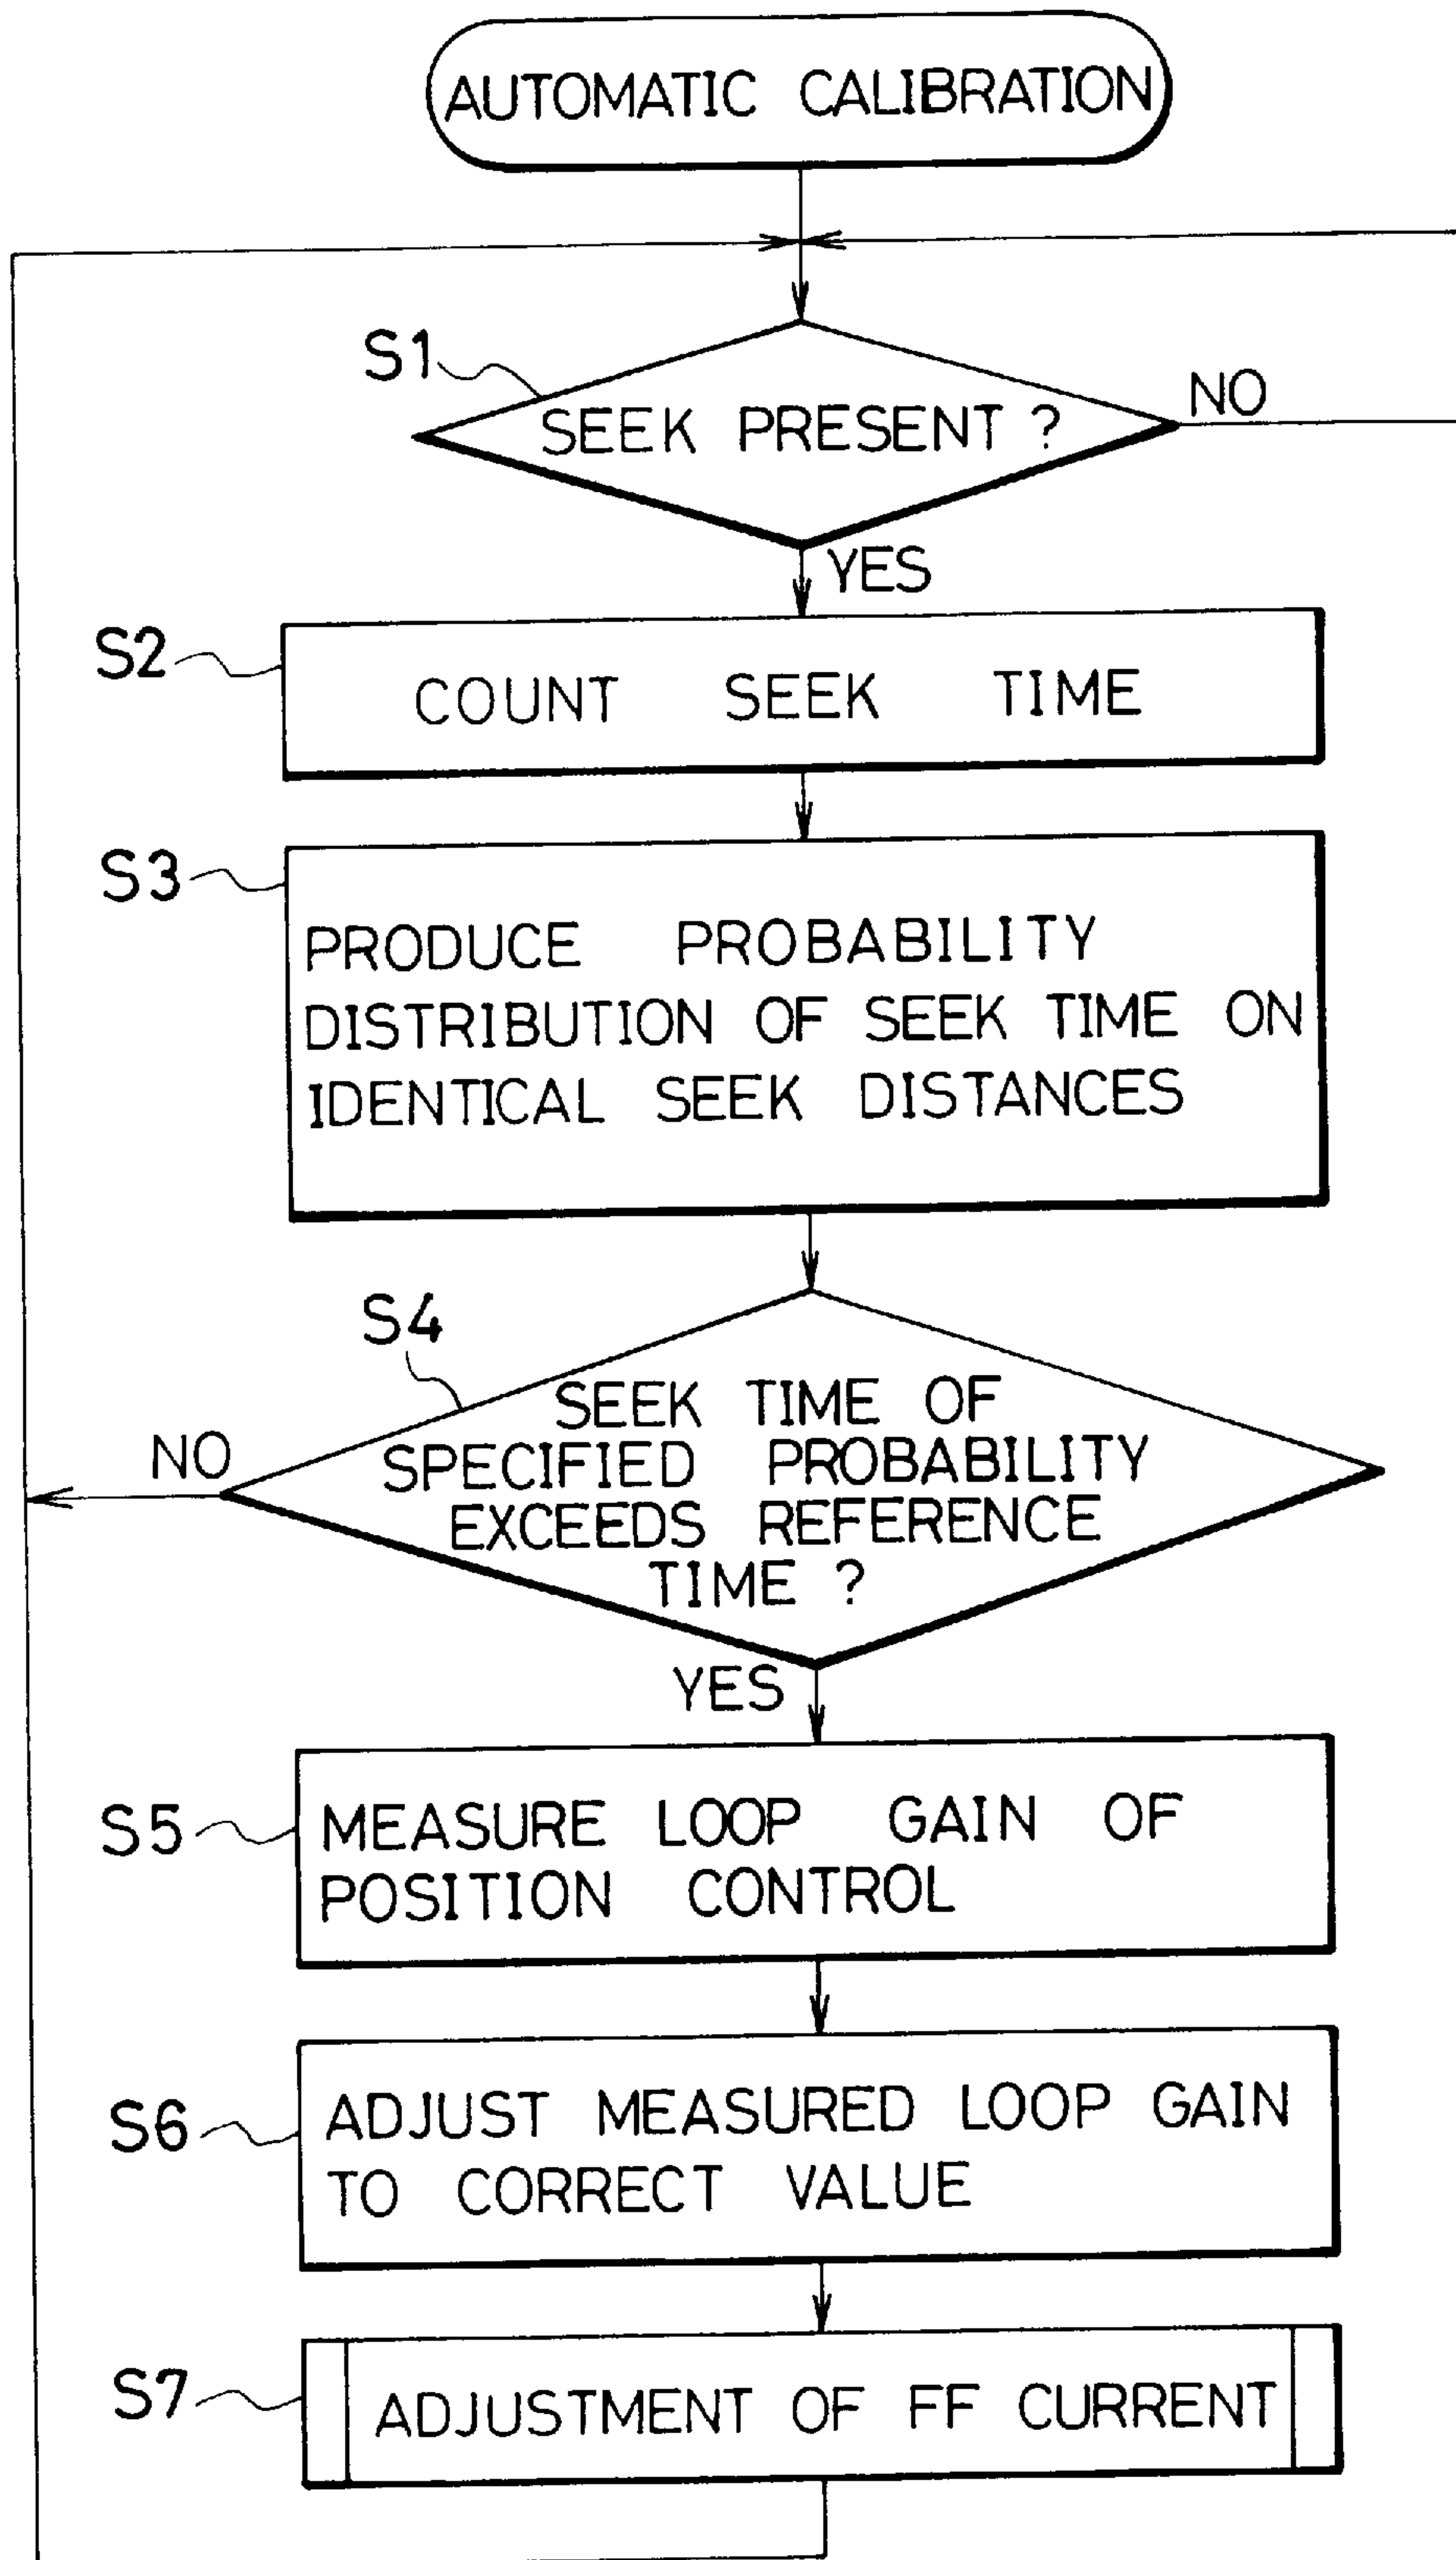 AUTOMATIC CALIBRATION
S1
SEEK PRESENT ?
NO
YES
S2
COUNT SEEK TIME
S3
PRODUCE PROBABILITY
DISTRIBUTION OF SEEK TIME ON
IDENTICAL SEEK DISTANCES
S4
SEEK TIME OF
SPECIFIED PROBABILITY
EXCEEDS REFERENCE
TIME ?
NO
YES
S5
MEASURE LOOP GAIN OF
POSITION CONTROL
S6
ADJUST MEASURED LOOP GAIN
TO CORRECT VALUE
S7
ADJUSTMENT OF FF CURRENT